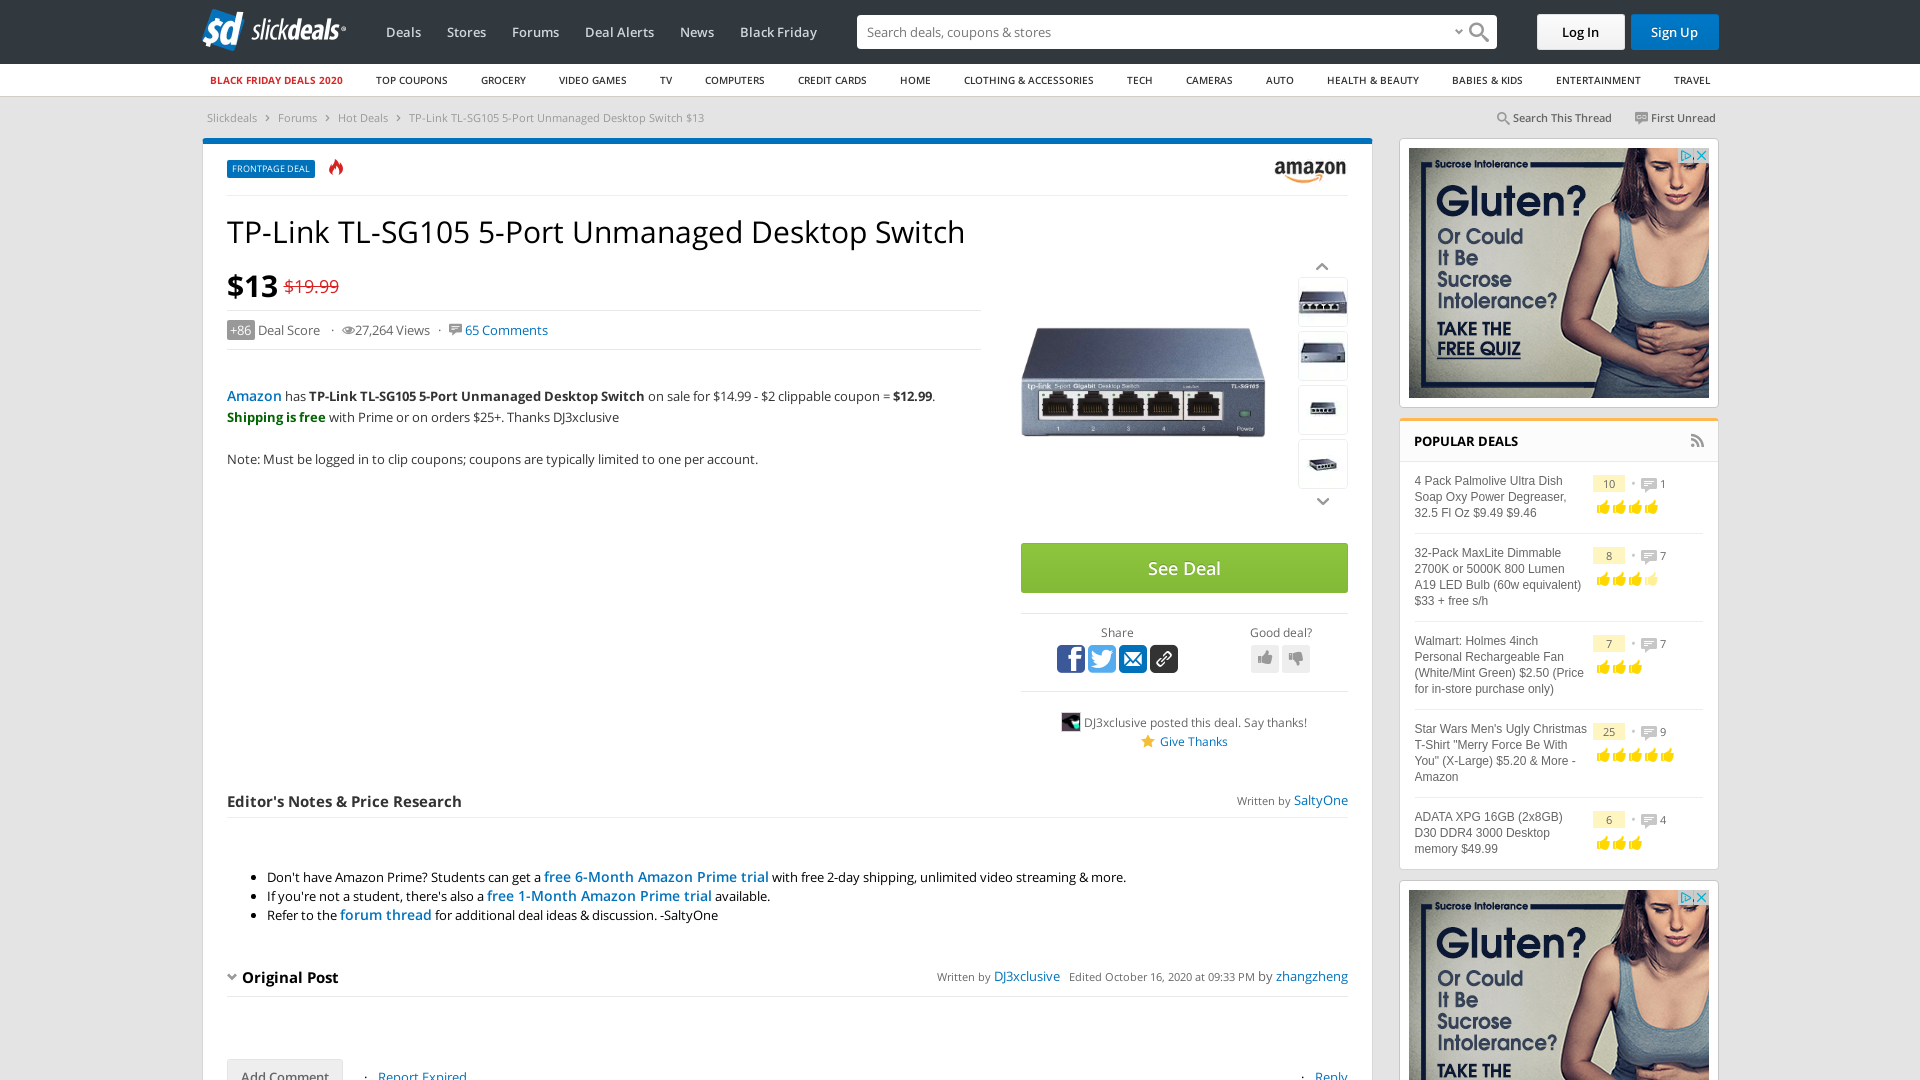 slickdeals
Deals
Stores
Forums
Deal Alerts
News
Black Friday
Search deals, coupons & stores
Log In
Sign Up
BLACK FRIDAY DEALS 2020
TOP COUPONS
GROCERY
VIDEO GAMES
TV
COMPUTERS
CREDIT CARDS
HOME
CLOTHING & ACCESSORIES
TECH
CAMERAS
AUTO
HEALTH & BEAUTY
BABIES & KIDS
ENTERTAINMENT
TRAVEL
Slickdeals > Forums > Hot Deals > TP-Link TL-SG105 5-Port Unmanaged Desktop Switch $13
Search This Thread
First Unread
FRONTPAGE DEAL
amazon
TP-Link TL-SG105 5-Port Unmanaged Desktop Switch
$13 $19.99
+86 Deal Score · 27,264 Views · 65 Comments
Amazon has TP-Link TL-SG105 5-Port Unmanaged Desktop Switch on sale for $14.99 - $2 clippable coupon = $12.99.
Shipping is free with Prime or on orders $25+. Thanks DJ3xclusive
Note: Must be logged in to clip coupons; coupons are typically limited to one per account.
tp-link 5-port Gigabit Desktop Switch
TL-SG105
1 2 3 4 5 Power
See Deal
Share
Good deal?
DJ3xclusive posted this deal. Say thanks!
Give Thanks
Editor's Notes & Price Research
Written by SaltyOne
Don't have Amazon Prime? Students can get a free 6-Month Amazon Prime trial with free 2-day shipping, unlimited video streaming & more.
If you're not a student, there's also a free 1-Month Amazon Prime trial available.
Refer to the forum thread for additional deal ideas & discussion. -SaltyOne
Original Post
Written by DJ3xclusive Edited October 16, 2020 at 09:33 PM by zhangzheng
Add Comment
· Report Expired
· Reply
Sucrose Intolerance
Gluten?
Or Could
It Be
Sucrose
Intolerance?
TAKE THE
FREE QUIZ
POPULAR DEALS
4 Pack Palmolive Ultra Dish
Soap Oxy Power Degreaser,
32.5 Fl Oz $9.49 $9.46
10 • 1
32-Pack MaxLite Dimmable
2700K or 5000K 800 Lumen
A19 LED Bulb (60w equivalent)
$33 + free s/h
8 • 7
Walmart: Holmes 4inch
Personal Rechargeable Fan
(White/Mint Green) $2.50 (Price
for in-store purchase only)
7 • 7
Star Wars Men's Ugly Christmas
T-Shirt "Merry Force Be With
You" (X-Large) $5.20 & More -
Amazon
25 • 9
ADATA XPG 16GB (2x8GB)
D30 DDR4 3000 Desktop
memory $49.99
6 • 4
Sucrose Intolerance
Gluten?
Or Could
It Be
Sucrose
Intolerance?
TAKE THE